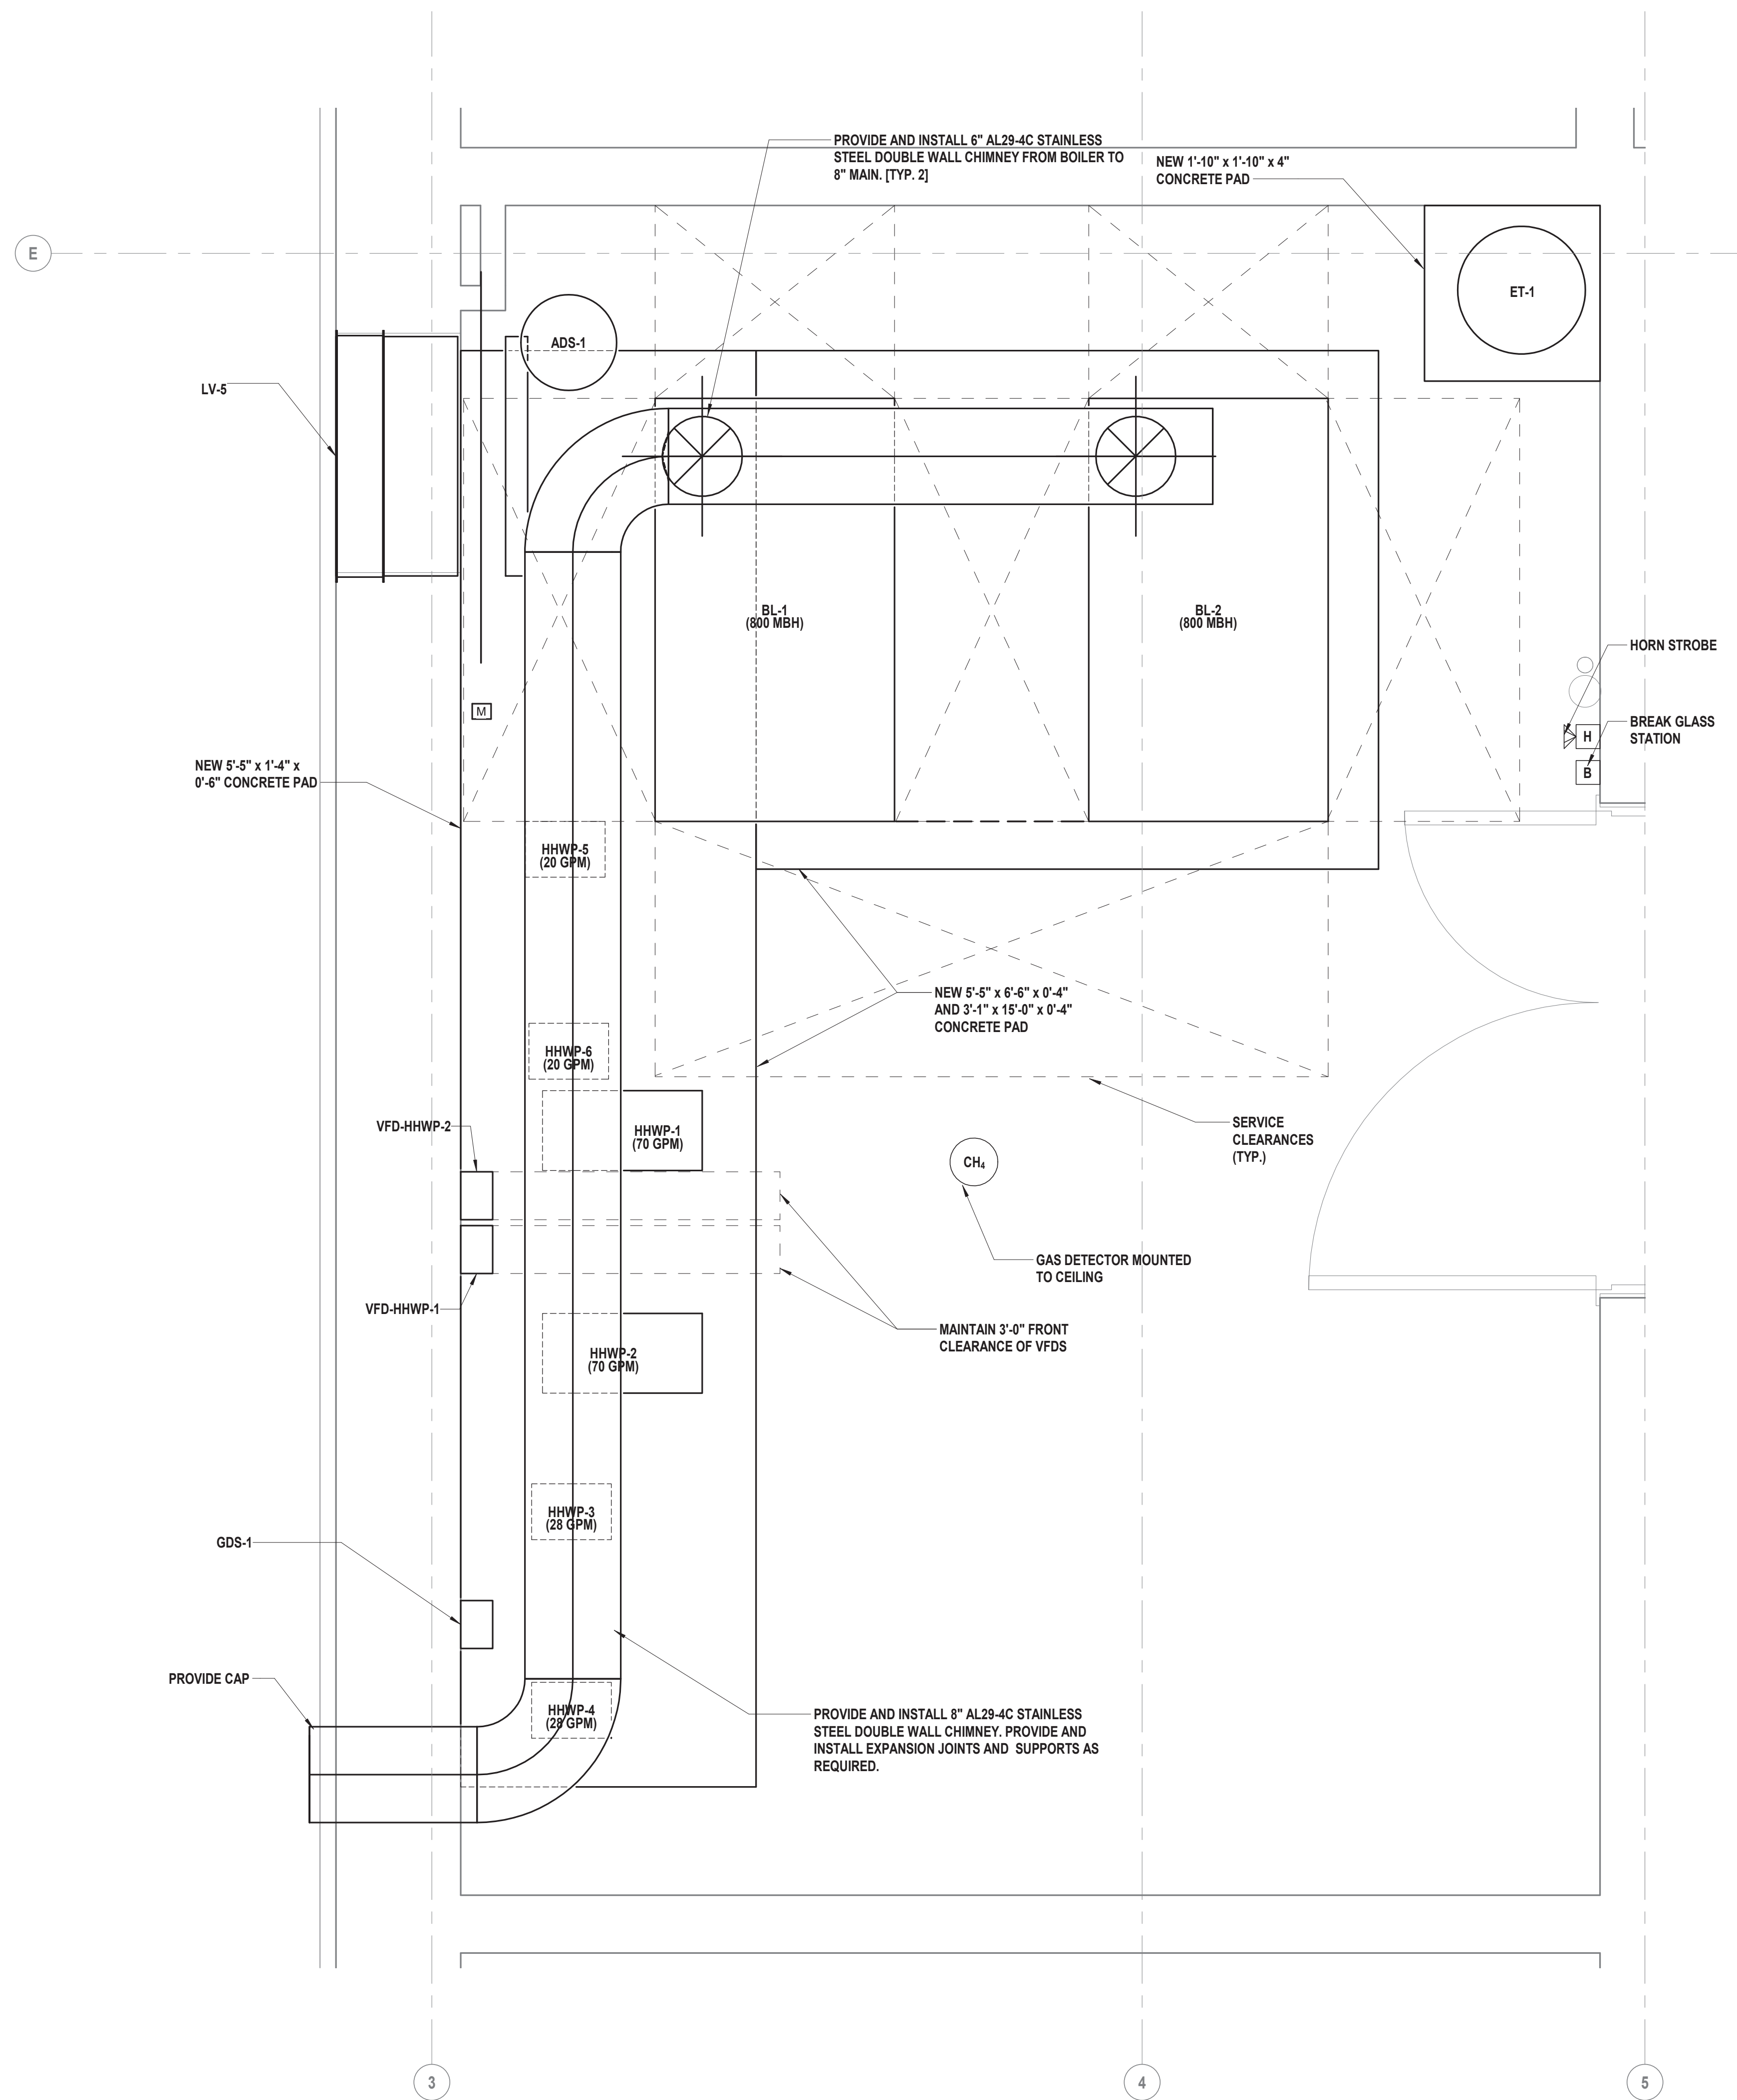 PROVIDE AND INSTALL 6" AL29-4C STAINLESS
STEEL DOUBLE WALL CHIMNEY FROM BOILER TO
8" MAIN. [TYP. 2]
NEW 1'-10" x 1'-10" x 4"
CONCRETE PAD
E
ET-1
ADS-1
LV-5
BL-1
(800 MBH)
BL-2
(800 MBH)
HORN STROBE
M
BREAK GLASS
STATION
H
B
NEW 5'-5" x 1'-4" x
0'-6" CONCRETE PAD
HHWP-5
(20 GPM)
NEW 5'-5" x 6'-6" x 0'-4"
AND 3'-1" x 15'-0" x 0'-4"
CONCRETE PAD
HHWP-6
(20 GPM)
VFD-HHWP-2
HHWP-1
(70 GPM)
SERVICE
CLEARANCES
(TYP.)
CH₄
GAS DETECTOR MOUNTED
TO CEILING
VFD-HHWP-1
MAINTAIN 3'-0" FRONT
CLEARANCE OF VFDS
HHWP-2
(70 GPM)
HHWP-3
(28 GPM)
GDS-1
PROVIDE CAP
HHWP-4
(28 GPM)
PROVIDE AND INSTALL 8" AL29-4C STAINLESS
STEEL DOUBLE WALL CHIMNEY. PROVIDE AND
INSTALL EXPANSION JOINTS AND SUPPORTS AS
REQUIRED.
3
4
5